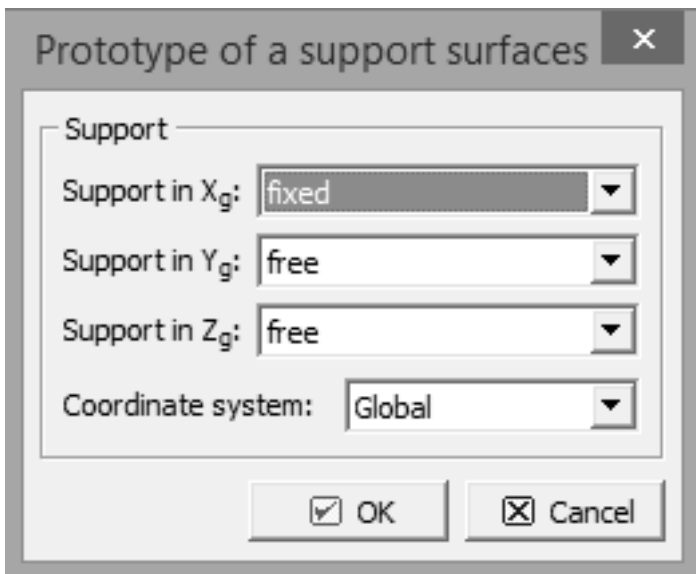 Prototype of a support surfaces
Support
Support in Xg: fixed
Support in Yg: free
Support in Zg: free
Coordinate system: Global
OK Cancel